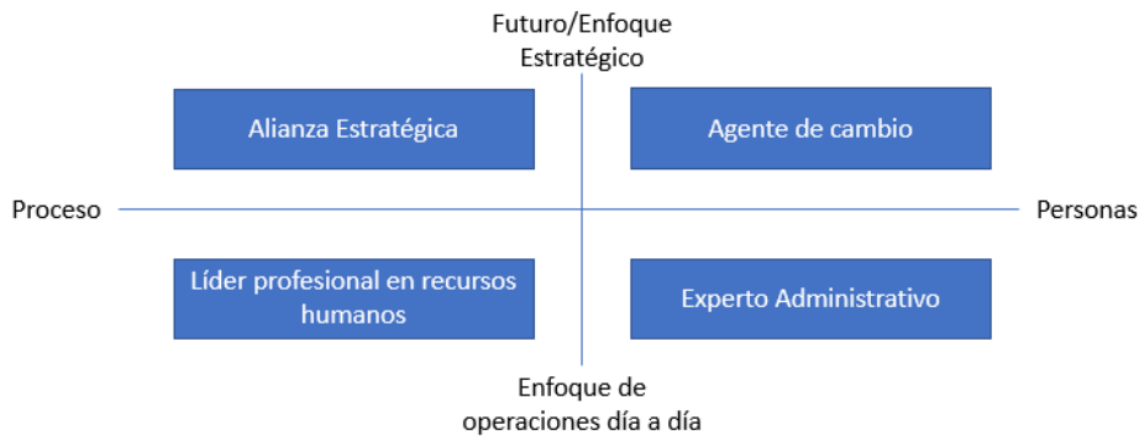 Futuro/Enfoque
Estratégico
Alianza Estratégica
Agente de cambio
Proceso
Personas
Líder profesional en recursos
humanos
Experto Administrativo
Enfoque de
operaciones día a día